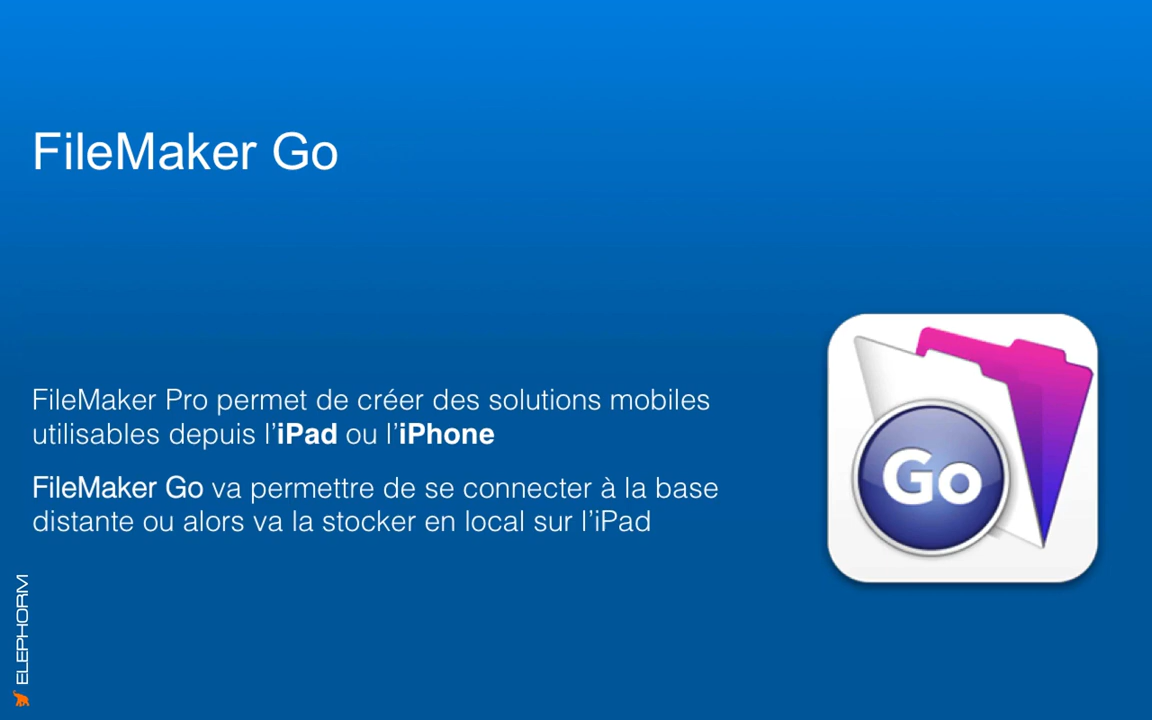 FileMaker Go
FileMaker Pro permet de créer des solutions mobiles
utilisables depuis l’iPad ou l’iPhone
FileMaker Go va permettre de se connecter à la base
distante ou alors va la stocker en local sur l’iPad
Go
ELEPHORM